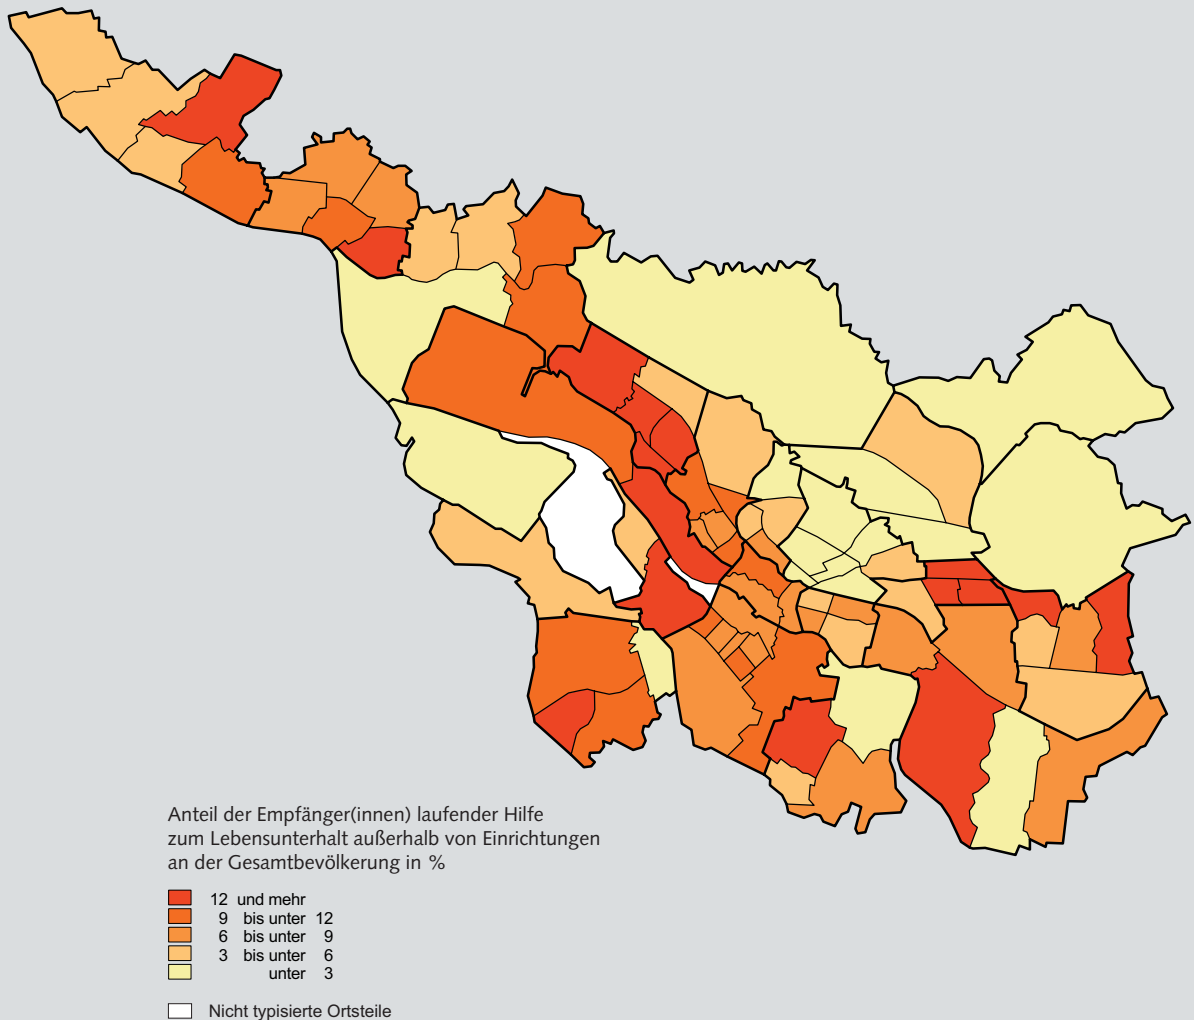 Anteil der Empfänger(innen) laufender Hilfe
zum Lebensunterhalt außerhalb von Einrichtungen
an der Gesamtbevölkerung in %
12 und mehr
9 bis unter 12
6 bis unter 9
3 bis unter 6
unter 3
Nicht typisierte Ortsteile